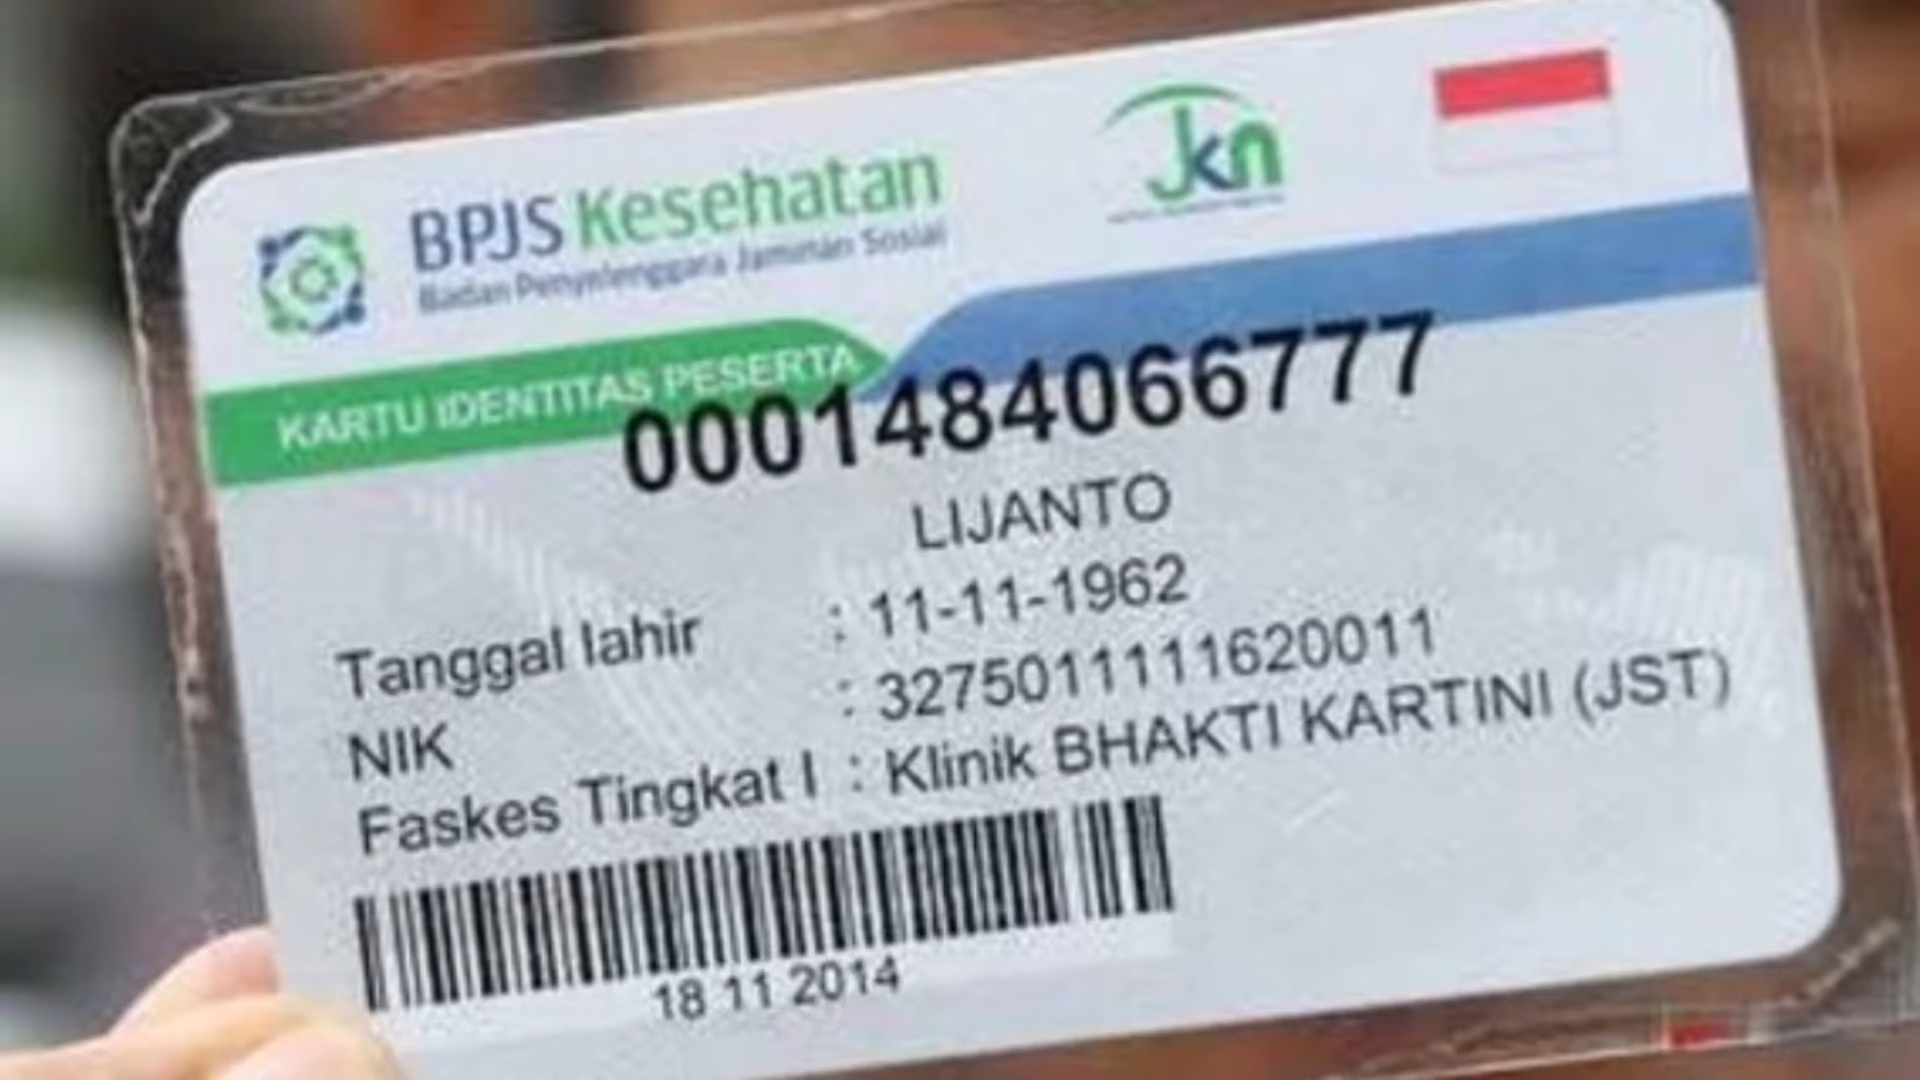 BPJS Kesehatan
Badan Penyelenggara Jaminan Sosial
Jkn
KARTU IDENTITAS PESERTA
0001484066777
LIJANTO
Tanggal lahir : 11-11-1962
NIK : 3275011111620011
Faskes Tingkat I : Klinik BHAKTI KARTINI (JST)
18 11 2014